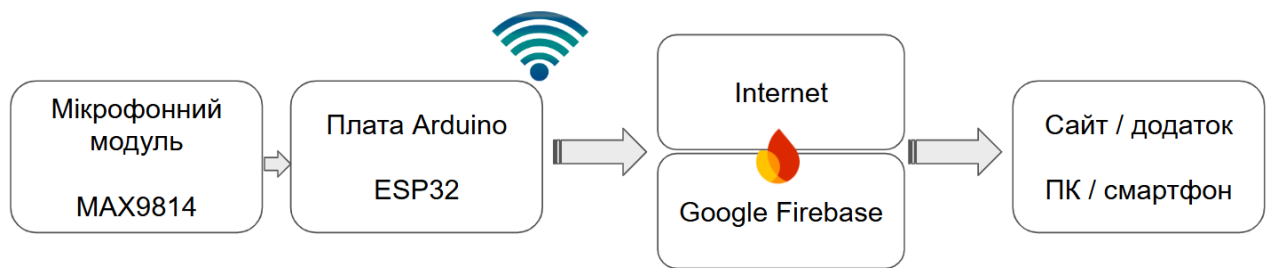 Мікрофонний
модуль
MAX9814
Плата Arduino
ESP32
Internet
Google Firebase
Сайт / додаток
ПК / смартфон